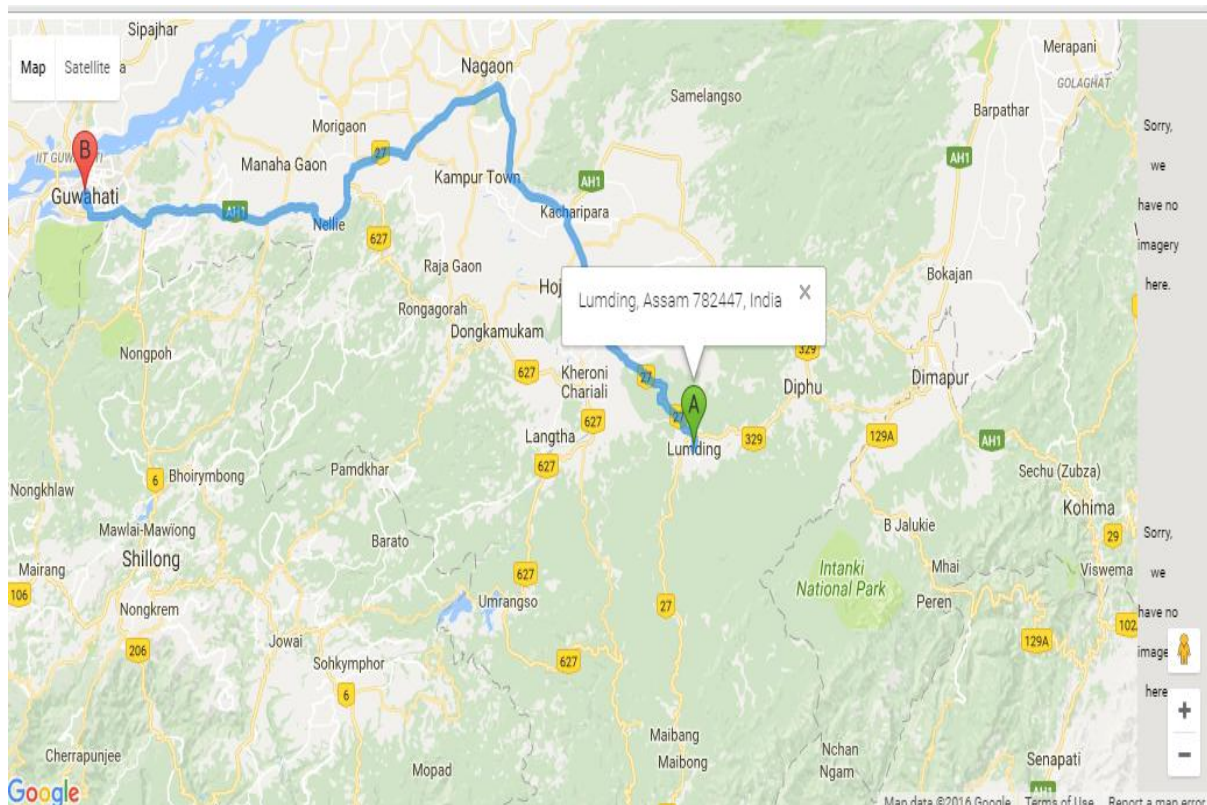 Sipajhar
Merapani
Map Satellite a
Nagaon
GOLAGHAT
Samelangso
Barpathar
Morigaon
Sorry,
we
have no
imagery
here.
IIT GUW
B
27
Manaha Gaon
AH1
Kampur Town
AH1
Guwahati
AH1
Kacharipara
Nellie
627
Raja Gaon
Bokajan
Hoj
Lumding, Assam 782447, India ×
Rongagorah
Dongkamukam
Nongpoh
329
627
Kheroni
Chariali
27
Diphu
Dimapur
A
27
627
Langtha
Lumding
329
129A
AH1
627
Pamdkhar
Bhoirymbong
6
Sechu (Zubza)
Nongkhlaw
Kohima
Mawlai-Mawïong
B Jalukie
29
Sorry,
we
have no
image
here
Barato
Shillong
Mairang
627
Intanki
National Park
Mhai
Viswema
106
Umrangso
27
Peren
Nongkrem
102
206
Jowai
129A
Sohkymphor
627
6
+
Maibang
Nchan
Ngam
−
Cherrapunjee
Maibong
Senapati
Mopad
AH1
Google
Map data ©2016 Google Terms of Use Report a map error